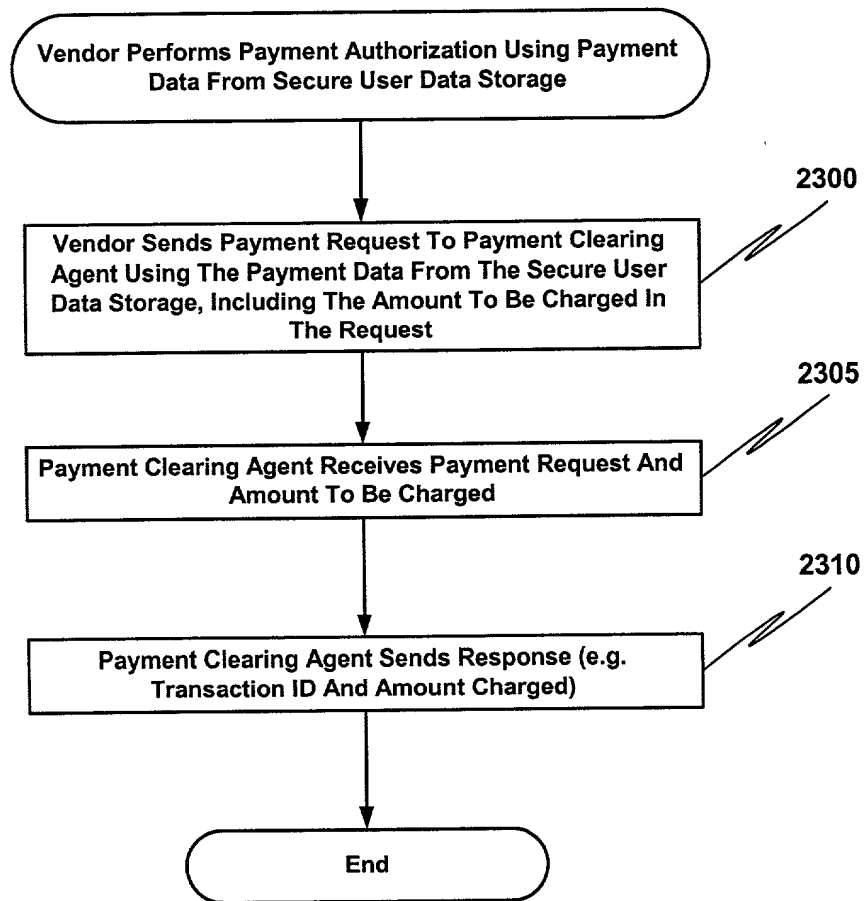 Vendor Performs Payment Authorization Using Payment
Data From Secure User Data Storage
2300
Vendor Sends Payment Request To Payment Clearing
Agent Using The Payment Data From The Secure User
Data Storage, Including The Amount To Be Charged In
The Request
2305
Payment Clearing Agent Receives Payment Request And
Amount To Be Charged
2310
Payment Clearing Agent Sends Response (e.g.
Transaction ID And Amount Charged)
End